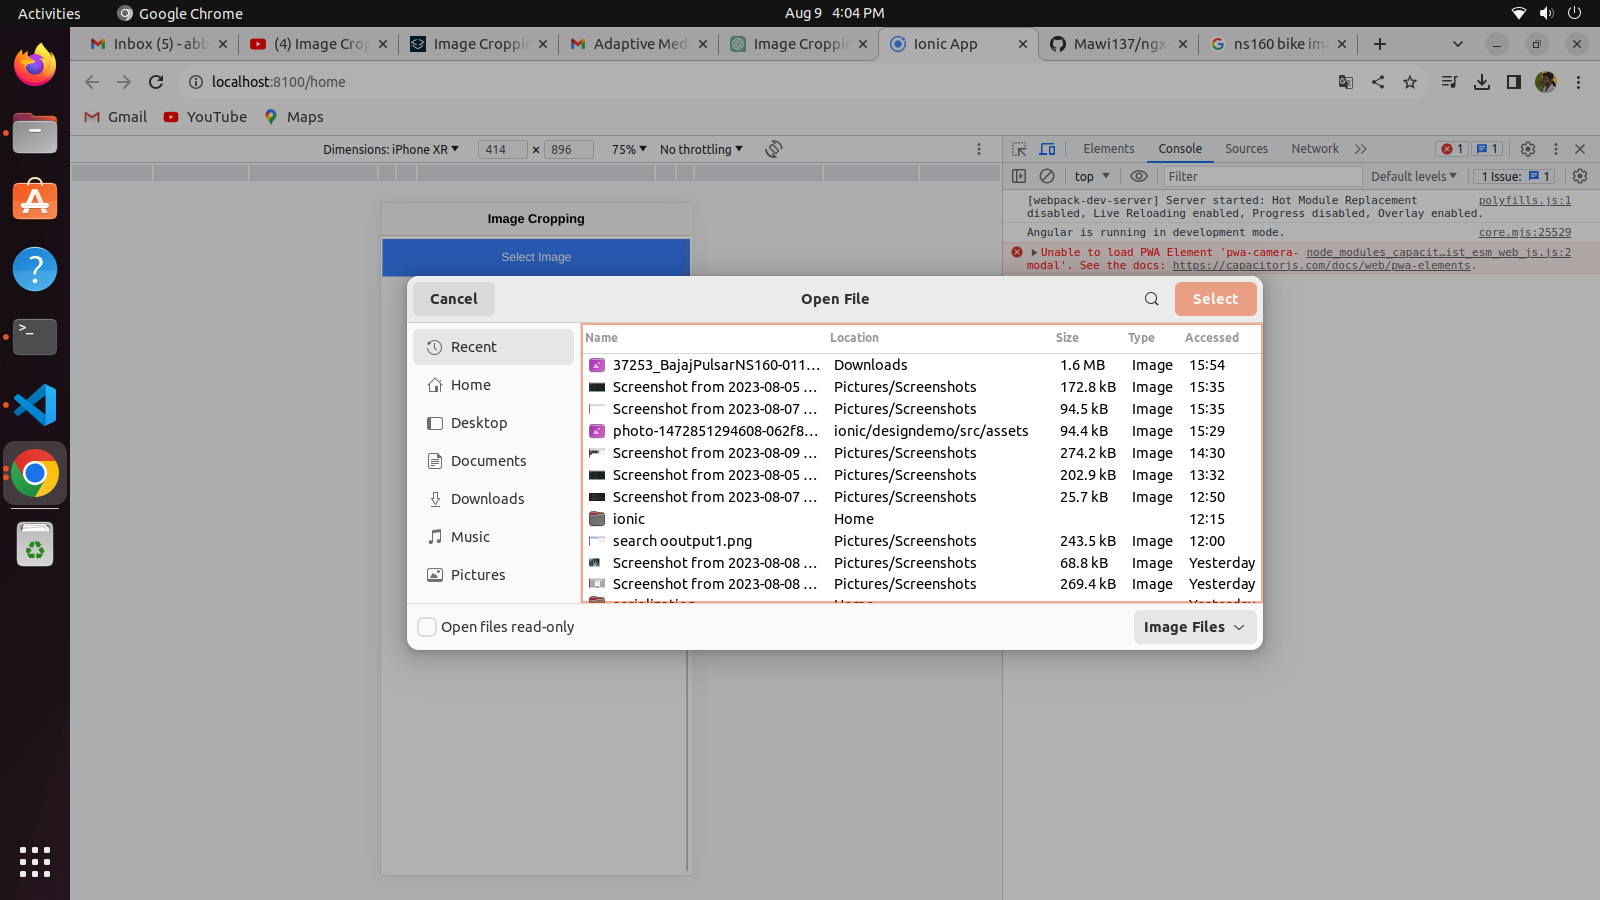 Activities
Google Chrome
Aug 9 4:04 PM
Inbox (5) - abb
(4) Image Crop
Image Croppin
Adaptive Med
Image Croppin
Ionic App
Mawi137/ngx-
ns160 bike ima
localhost:8100/home
Gmail
YouTube
Maps
Dimensions: iPhone XR
414 × 896
75%
No throttling
Elements
Console
Sources
Network
1
1
top
Filter
Default levels
1 Issue: 1
[webpack-dev-server] Server started: Hot Module Replacement polyfills.js:1
disabled, Live Reloading enabled, Progress disabled, Overlay enabled.
Angular is running in development mode. core.mjs:25529
Unable to load PWA Element 'pwa-camera- node_modules_capacit…ist_esm_web_js.js:2
modal'. See the docs: https://capacitorjs.com/docs/web/pwa-elements.
Image Cropping
Select Image
Cancel
Open File
Select
Recent
Home
Desktop
Documents
Downloads
Music
Pictures
Name Location Size Type Accessed
37253_BajajPulsarNS160-011… Downloads 1.6 MB Image 15:54
Screenshot from 2023-08-05 … Pictures/Screenshots 172.8 kB Image 15:35
Screenshot from 2023-08-07 … Pictures/Screenshots 94.5 kB Image 15:35
photo-1472851294608-062f8… ionic/designdemo/src/assets 94.4 kB Image 15:29
Screenshot from 2023-08-09 … Pictures/Screenshots 274.2 kB Image 14:30
Screenshot from 2023-08-05 … Pictures/Screenshots 202.9 kB Image 13:32
Screenshot from 2023-08-07 … Pictures/Screenshots 25.7 kB Image 12:50
ionic Home 12:15
search ooutput1.png Pictures/Screenshots 243.5 kB Image 12:00
Screenshot from 2023-08-08 … Pictures/Screenshots 68.8 kB Image Yesterday
Screenshot from 2023-08-08 … Pictures/Screenshots 269.4 kB Image Yesterday
serialization Home Yesterday
Open files read-only
Image Files